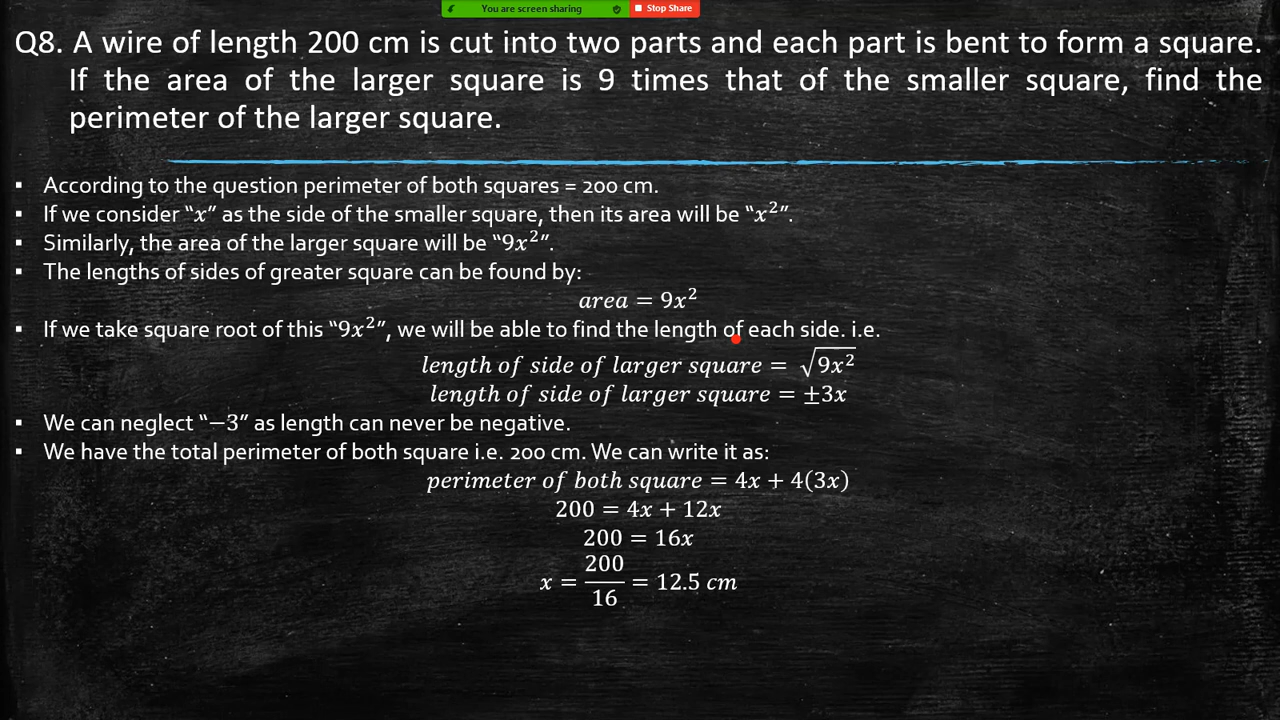 You are screen sharing
Stop Share
Q8. A wire of length 200 cm is cut into two parts and each part is bent to form a square.
If the area of the larger square is 9 times that of the smaller square, find the
perimeter of the larger square.
▪ According to the question perimeter of both squares = 200 cm.
▪ If we consider “x” as the side of the smaller square, then its area will be “x²”.
▪ Similarly, the area of the larger square will be “9x²”.
▪ The lengths of sides of greater square can be found by:
area = 9x²
▪ If we take square root of this “9x²”, we will be able to find the length of each side. i.e.
length of side of larger square = √9x²
length of side of larger square = ±3x
▪ We can neglect “−3” as length can never be negative.
▪ We have the total perimeter of both square i.e. 200 cm. We can write it as:
perimeter of both square = 4x + 4(3x)
200 = 4x + 12x
200 = 16x
x = 200/16 = 12.5 cm